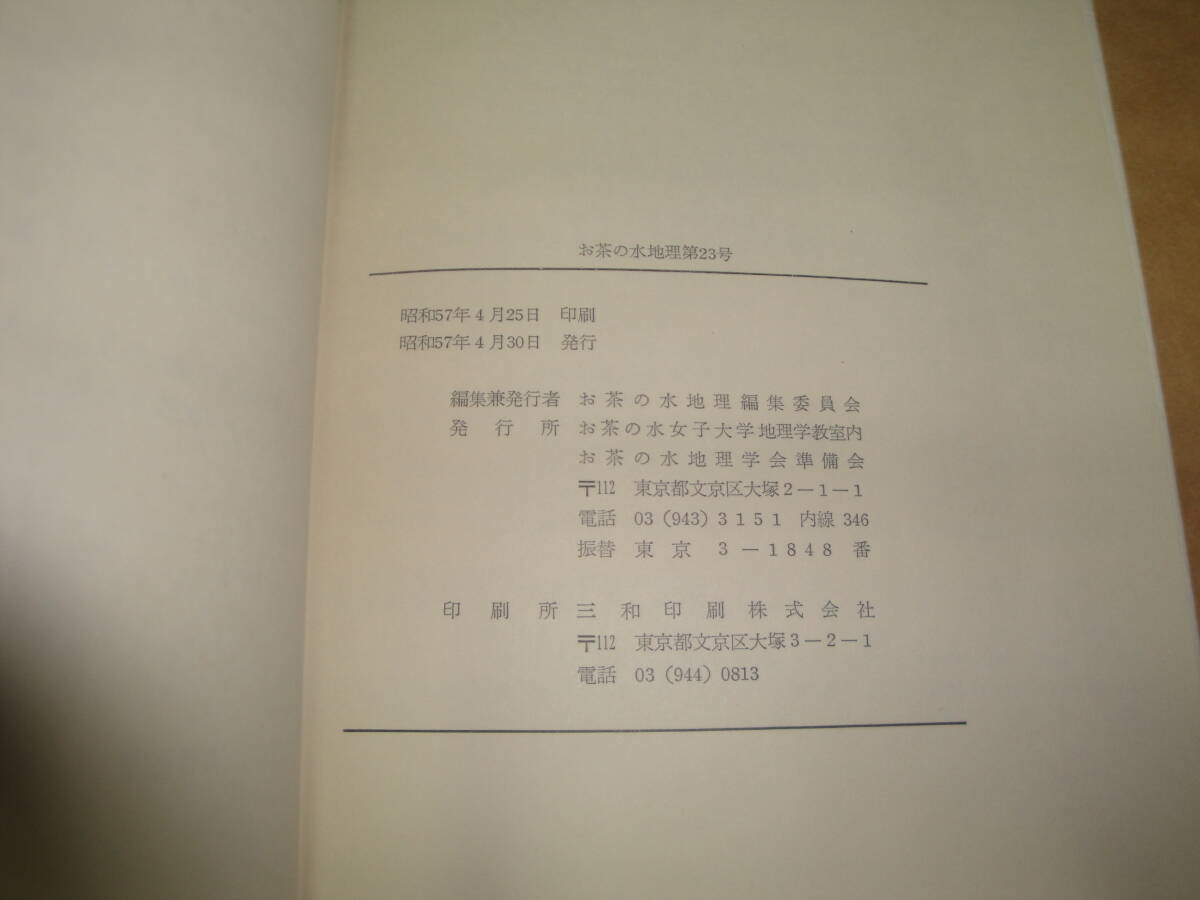 お茶の水地理第23号
昭和57年4月25日 印刷
昭和57年4月30日 発行
編集兼発行者 お茶の水地理編集委員会
発行所 お茶の水女子大学地理学教室内
お茶の水地理学会準備会
〒112 東京都文京区大塚2-1-1
電話 03 (943) 3151 内線 346
振替 東京 3-1848 番
印刷所 三和印刷株式会社
〒112 東京都文京区大塚3-2-1
電話 03 (944) 0813